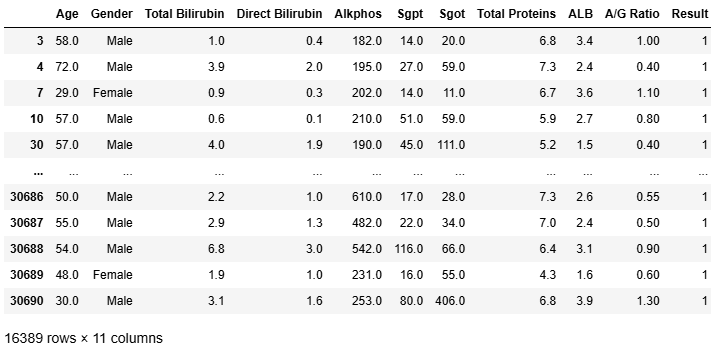 Age Gender Total Bilirubin Direct Bilirubin Alkphos Sgpt Sgot Total Proteins ALB A/G Ratio Result
3 58.0 Male 1.0 0.4 182.0 14.0 20.0 6.8 3.4 1.00 1
4 72.0 Male 3.9 2.0 195.0 27.0 59.0 7.3 2.4 0.40 1
7 29.0 Female 0.9 0.3 202.0 14.0 11.0 6.7 3.6 1.10 1
10 57.0 Male 0.6 0.1 210.0 51.0 59.0 5.9 2.7 0.80 1
30 57.0 Male 4.0 1.9 190.0 45.0 111.0 5.2 1.5 0.40 1
... ... ... ... ... ... ... ... ... ... ... ...
30686 50.0 Male 2.2 1.0 610.0 17.0 28.0 7.3 2.6 0.55 1
30687 55.0 Male 2.9 1.3 482.0 22.0 34.0 7.0 2.4 0.50 1
30688 54.0 Male 6.8 3.0 542.0 116.0 66.0 6.4 3.1 0.90 1
30689 48.0 Female 1.9 1.0 231.0 16.0 55.0 4.3 1.6 0.60 1
30690 30.0 Male 3.1 1.6 253.0 80.0 406.0 6.8 3.9 1.30 1
16389 rows × 11 columns